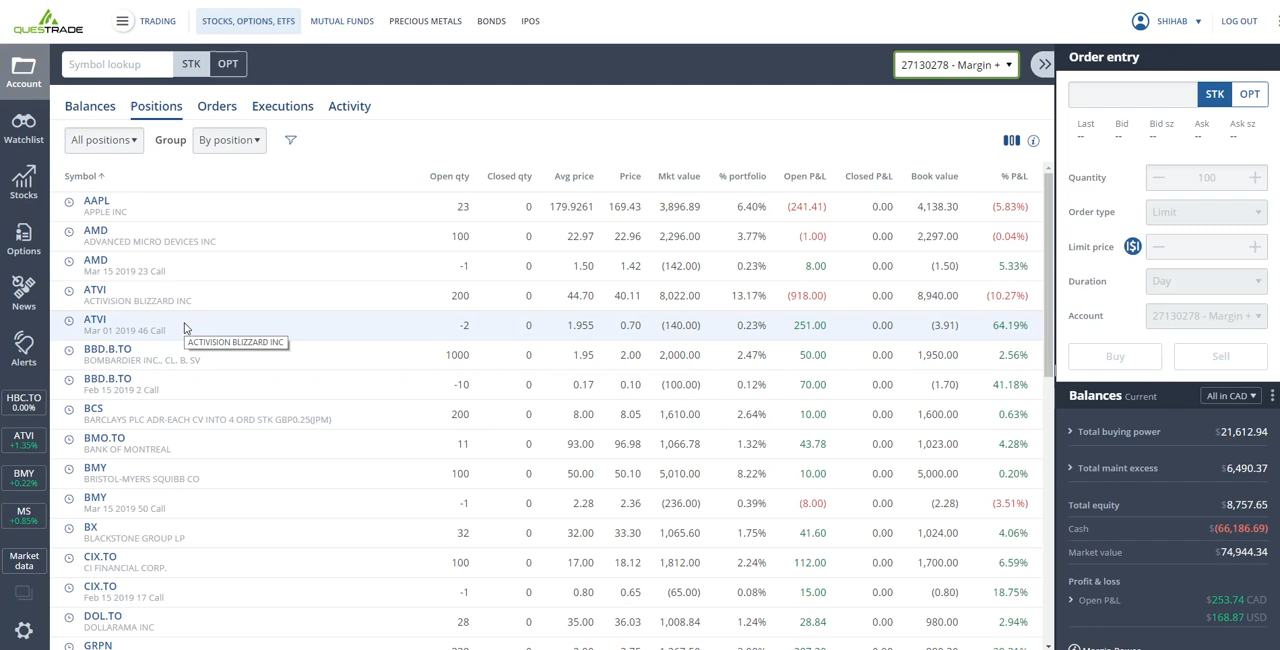 QUESTRADE
TRADING
STOCKS, OPTIONS, ETFS
MUTUAL FUNDS
PRECIOUS METALS
BONDS
IPOS
SHIHAB
LOG OUT
Account
Watchlist
Stocks
Options
News
Alerts
HBC.TO
0.00%
ATVI
+1.35%
BMY
+0.22%
MS
+0.85%
Market
data
Symbol lookup
STK
OPT
27130278 - Margin +
Balances
Positions
Orders
Executions
Activity
All positions
Group
By position
Symbol Open qty Closed qty Avg price Price Mkt value % portfolio Open P&L Closed P&L Book value % P&L
AAPL
APPLE INC
23 0 179.9261 169.43 3,896.89 6.40% (241.41) 0.00 4,138.30 (5.83%)
AMD
ADVANCED MICRO DEVICES INC
100 0 22.97 22.96 2,296.00 3.77% (1.00) 0.00 2,297.00 (0.04%)
AMD
Mar 15 2019 23 Call
-1 0 1.50 1.42 (142.00) 0.23% 8.00 0.00 (1.50) 5.33%
ATVI
ACTIVISION BLIZZARD INC
200 0 44.70 40.11 8,022.00 13.17% (918.00) 0.00 8,940.00 (10.27%)
ATVI
Mar 01 2019 46 Call
-2 0 1.955 0.70 (140.00) 0.23% 251.00 0.00 (3.91) 64.19%
ACTIVISION BLIZZARD INC
BBD.B.TO
BOMBARDIER INC., CL. B, SV
1000 0 1.95 2.00 2,000.00 2.47% 50.00 0.00 1,950.00 2.56%
BBD.B.TO
Feb 15 2019 2 Call
-10 0 0.17 0.10 (100.00) 0.12% 70.00 0.00 (1.70) 41.18%
BCS
BARCLAYS PLC ADR-EACH CV INTO 4 ORD STK GBP0.25(JPM)
200 0 8.00 8.05 1,610.00 2.64% 10.00 0.00 1,600.00 0.63%
BMO.TO
BANK OF MONTREAL
11 0 93.00 96.98 1,066.78 1.32% 43.78 0.00 1,023.00 4.28%
BMY
BRISTOL-MYERS SQUIBB CO
100 0 50.00 50.10 5,010.00 8.22% 10.00 0.00 5,000.00 0.20%
BMY
Mar 15 2019 50 Call
-1 0 2.28 2.36 (236.00) 0.39% (8.00) 0.00 (2.28) (3.51%)
BX
BLACKSTONE GROUP LP
32 0 32.00 33.30 1,065.60 1.75% 41.60 0.00 1,024.00 4.06%
CIX.TO
CI FINANCIAL CORP.
100 0 17.00 18.12 1,812.00 2.24% 112.00 0.00 1,700.00 6.59%
CIX.TO
Feb 15 2019 17 Call
-1 0 0.80 0.65 (65.00) 0.08% 15.00 0.00 (0.80) 18.75%
DOL.TO
DOLLARAMA INC
28 0 35.00 36.03 1,008.84 1.24% 28.84 0.00 980.00 2.94%
GRPN
Order entry
STK
OPT
Last Bid Bid sz Ask Ask sz
-- -- -- -- --
Quantity
100
Order type
Limit
Limit price
Duration
Day
Account
27130278 - Margin +
Buy
Sell
Balances Current
All in CAD
Total buying power $21,612.94
Total maint excess $6,490.37
Total equity $8,757.65
Cash $(66,186.69)
Market value $74,944.34
Profit & loss
Open P&L $253.74 CAD
$168.87 USD